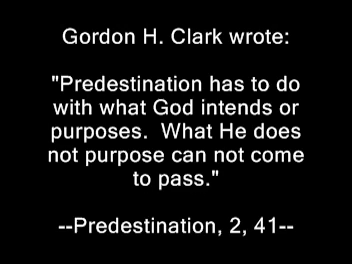 Gordon H. Clark wrote:
"Predestination has to do
with what God intends or
purposes.  What He does
not purpose can not come
to pass."
--Predestination, 2, 41--